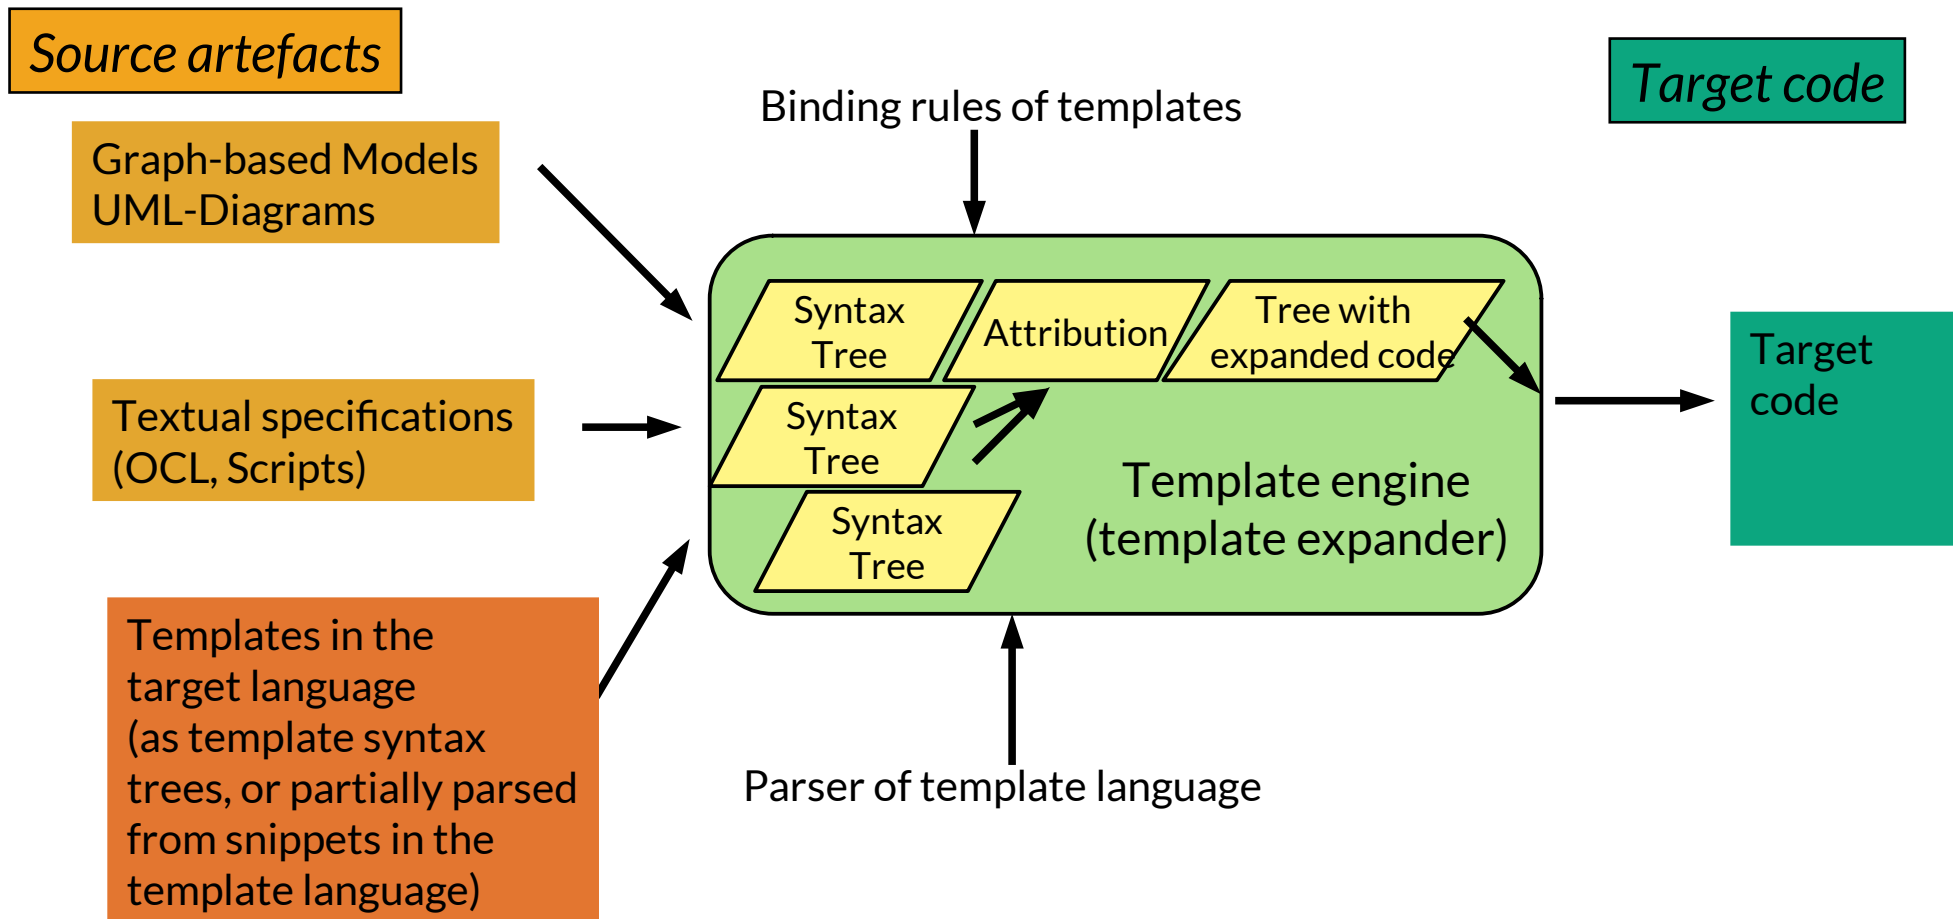 Source artefacts
Target code
Binding rules of templates
Graph-based Models
UML-Diagrams
Syntax
Tree
Attribution
Tree with
expanded code
Target
code
Textual specifications
(OCL, Scripts)
Syntax
Tree
Template engine
(template expander)
Syntax
Tree
Templates in the
target language
(as template syntax
trees, or partially parsed
from snippets in the
template language)
Parser of template language